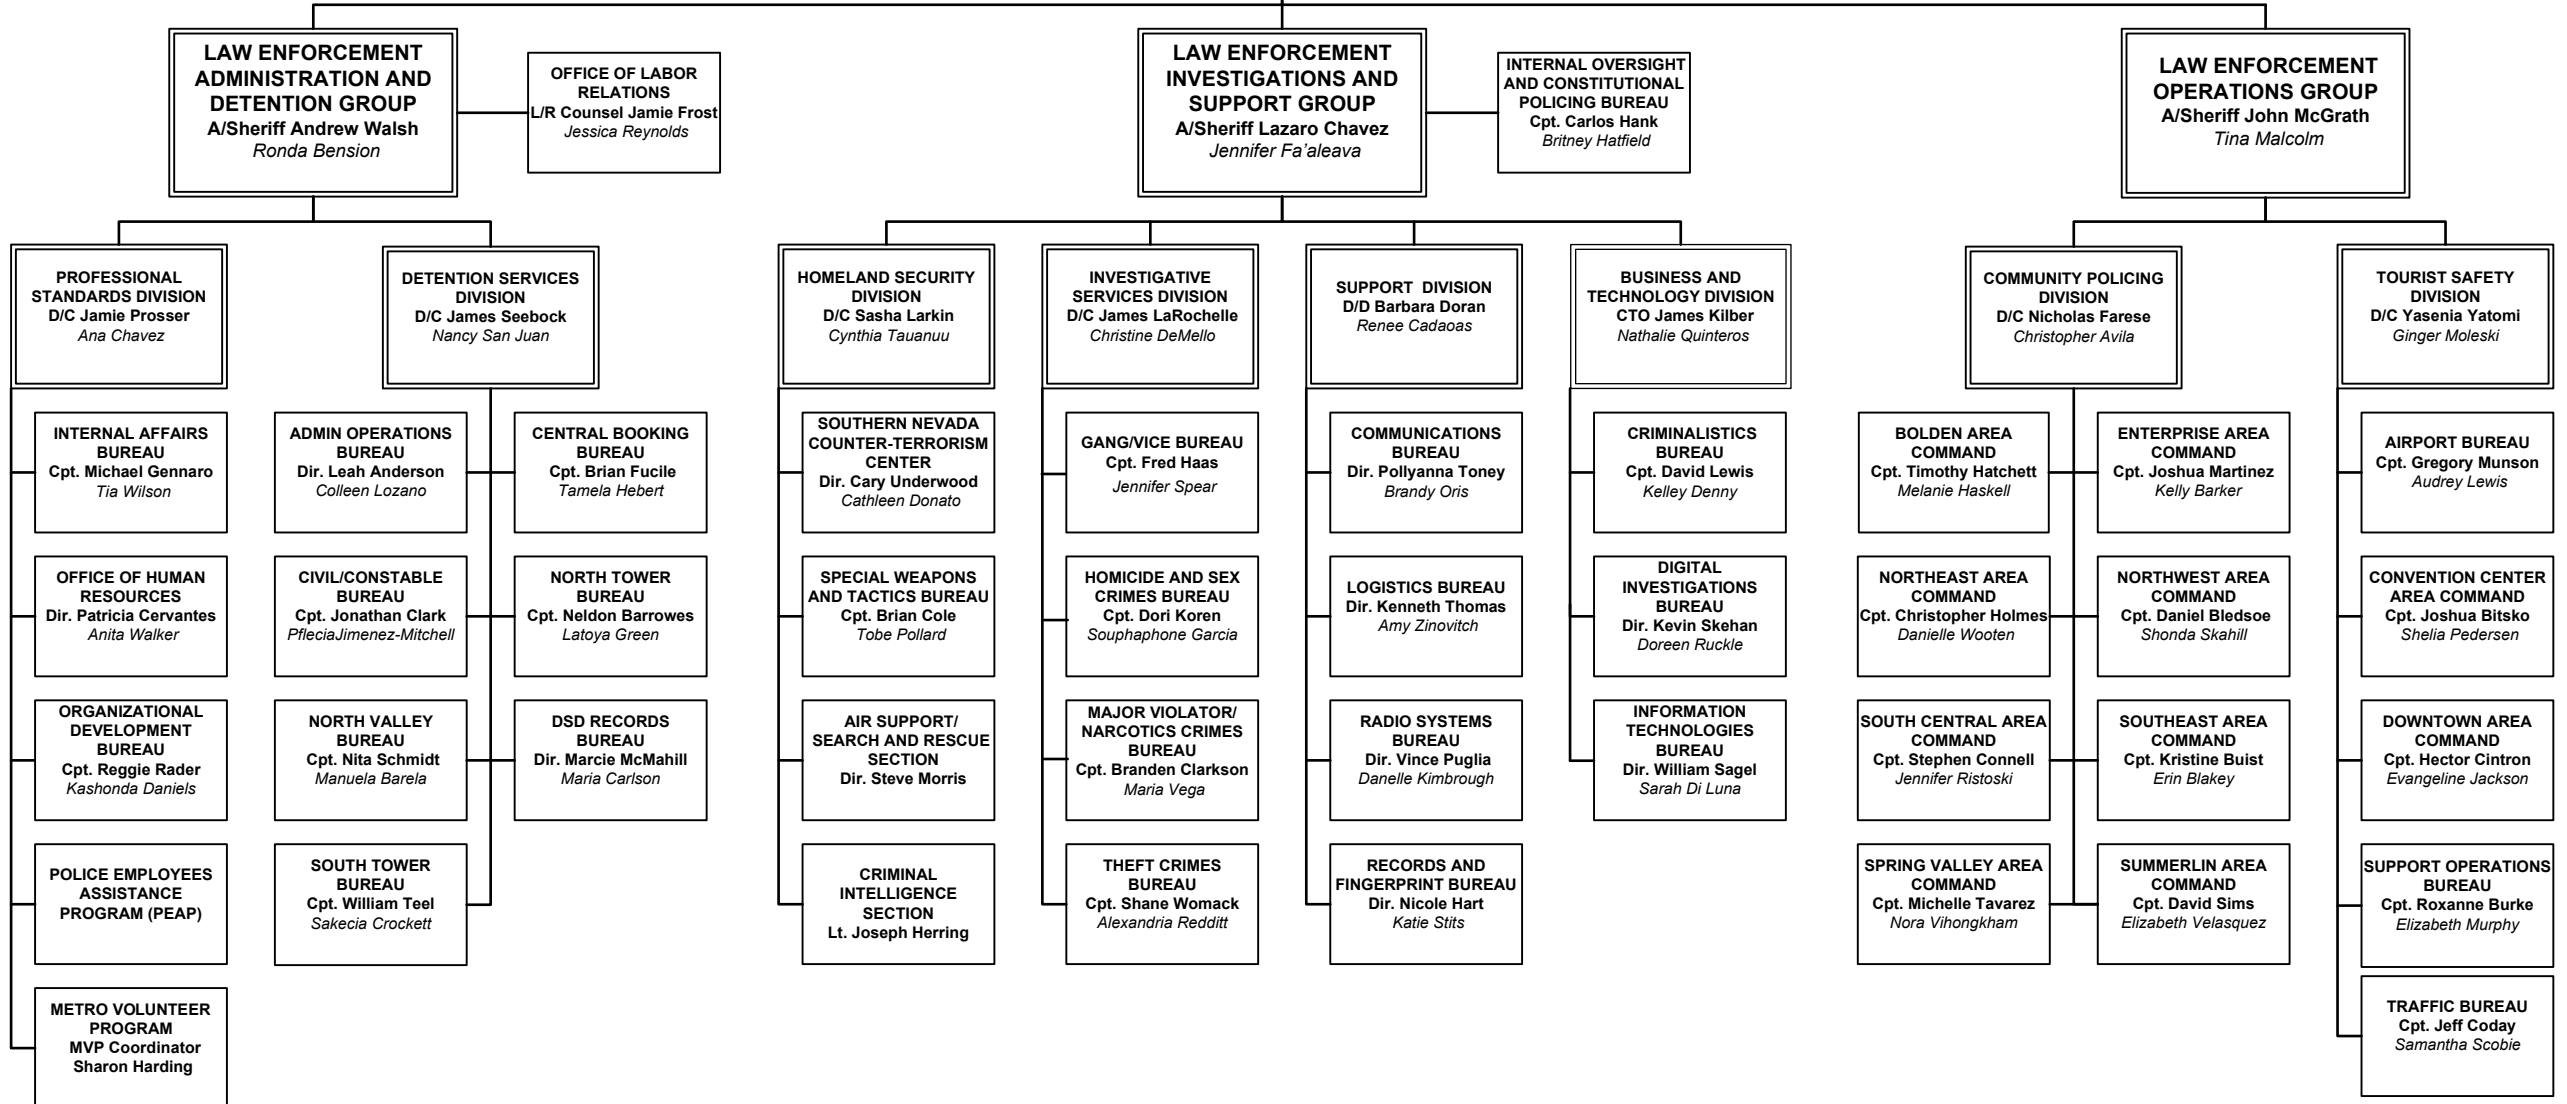 LAW ENFORCEMENT
ADMINISTRATION AND
DETENTION GROUP
A/Sheriff Andrew Walsh
Ronda Bension
OFFICE OF LABOR
RELATIONS
L/R Counsel Jamie Frost
Jessica Reynolds
LAW ENFORCEMENT
INVESTIGATIONS AND
SUPPORT GROUP
A/Sheriff Lazaro Chavez
Jennifer Fa’aleava
INTERNAL OVERSIGHT
AND CONSTITUTIONAL
POLICING BUREAU
Cpt. Carlos Hank
Britney Hatfield
LAW ENFORCEMENT
OPERATIONS GROUP
A/Sheriff John McGrath
Tina Malcolm
PROFESSIONAL
STANDARDS DIVISION
D/C Jamie Prosser
Ana Chavez
DETENTION SERVICES
DIVISION
D/C James Seebock
Nancy San Juan
HOMELAND SECURITY
DIVISION
D/C Sasha Larkin
Cynthia Tauanuu
INVESTIGATIVE
SERVICES DIVISION
D/C James LaRochelle
Christine DeMello
SUPPORT DIVISION
D/D Barbara Doran
Renee Cadaoas
BUSINESS AND
TECHNOLOGY DIVISION
CTO James Kilber
Nathalie Quinteros
COMMUNITY POLICING
DIVISION
D/C Nicholas Farese
Christopher Avila
TOURIST SAFETY
DIVISION
D/C Yasenia Yatomi
Ginger Moleski
INTERNAL AFFAIRS
BUREAU
Cpt. Michael Gennaro
Tia Wilson
ADMIN OPERATIONS
BUREAU
Dir. Leah Anderson
Colleen Lozano
CENTRAL BOOKING
BUREAU
Cpt. Brian Fucile
Tamela Hebert
SOUTHERN NEVADA
COUNTER-TERRORISM
CENTER
Dir. Cary Underwood
Cathleen Donato
GANG/VICE BUREAU
Cpt. Fred Haas
Jennifer Spear
COMMUNICATIONS
BUREAU
Dir. Pollyanna Toney
Brandy Oris
CRIMINALISTICS
BUREAU
Cpt. David Lewis
Kelley Denny
BOLDEN AREA
COMMAND
Cpt. Timothy Hatchett
Melanie Haskell
ENTERPRISE AREA
COMMAND
Cpt. Joshua Martinez
Kelly Barker
AIRPORT BUREAU
Cpt. Gregory Munson
Audrey Lewis
OFFICE OF HUMAN
RESOURCES
Dir. Patricia Cervantes
Anita Walker
CIVIL/CONSTABLE
BUREAU
Cpt. Jonathan Clark
PfleciaJimenez-Mitchell
NORTH TOWER
BUREAU
Cpt. Neldon Barrowes
Latoya Green
SPECIAL WEAPONS
AND TACTICS BUREAU
Cpt. Brian Cole
Tobe Pollard
HOMICIDE AND SEX
CRIMES BUREAU
Cpt. Dori Koren
Souphaphone Garcia
LOGISTICS BUREAU
Dir. Kenneth Thomas
Amy Zinovitch
DIGITAL
INVESTIGATIONS
BUREAU
Dir. Kevin Skehan
Doreen Ruckle
NORTHEAST AREA
COMMAND
Cpt. Christopher Holmes
Danielle Wooten
NORTHWEST AREA
COMMAND
Cpt. Daniel Bledsoe
Shonda Skahill
CONVENTION CENTER
AREA COMMAND
Cpt. Joshua Bitsko
Shelia Pedersen
ORGANIZATIONAL
DEVELOPMENT
BUREAU
Cpt. Reggie Rader
Kashonda Daniels
NORTH VALLEY
BUREAU
Cpt. Nita Schmidt
Manuela Barela
DSD RECORDS
BUREAU
Dir. Marcie McMahill
Maria Carlson
AIR SUPPORT/
SEARCH AND RESCUE
SECTION
Dir. Steve Morris
MAJOR VIOLATOR/
NARCOTICS CRIMES
BUREAU
Cpt. Branden Clarkson
Maria Vega
RADIO SYSTEMS
BUREAU
Dir. Vince Puglia
Danelle Kimbrough
INFORMATION
TECHNOLOGIES
BUREAU
Dir. William Sagel
Sarah Di Luna
SOUTH CENTRAL AREA
COMMAND
Cpt. Stephen Connell
Jennifer Ristoski
SOUTHEAST AREA
COMMAND
Cpt. Kristine Buist
Erin Blakey
DOWNTOWN AREA
COMMAND
Cpt. Hector Cintron
Evangeline Jackson
POLICE EMPLOYEES
ASSISTANCE
PROGRAM (PEAP)
SOUTH TOWER
BUREAU
Cpt. William Teel
Sakecia Crockett
CRIMINAL
INTELLIGENCE
SECTION
Lt. Joseph Herring
THEFT CRIMES
BUREAU
Cpt. Shane Womack
Alexandria Redditt
RECORDS AND
FINGERPRINT BUREAU
Dir. Nicole Hart
Katie Stits
SPRING VALLEY AREA
COMMAND
Cpt. Michelle Tavarez
Nora Vihongkham
SUMMERLIN AREA
COMMAND
Cpt. David Sims
Elizabeth Velasquez
SUPPORT OPERATIONS
BUREAU
Cpt. Roxanne Burke
Elizabeth Murphy
METRO VOLUNTEER
PROGRAM
MVP Coordinator
Sharon Harding
TRAFFIC BUREAU
Cpt. Jeff Coday
Samantha Scobie